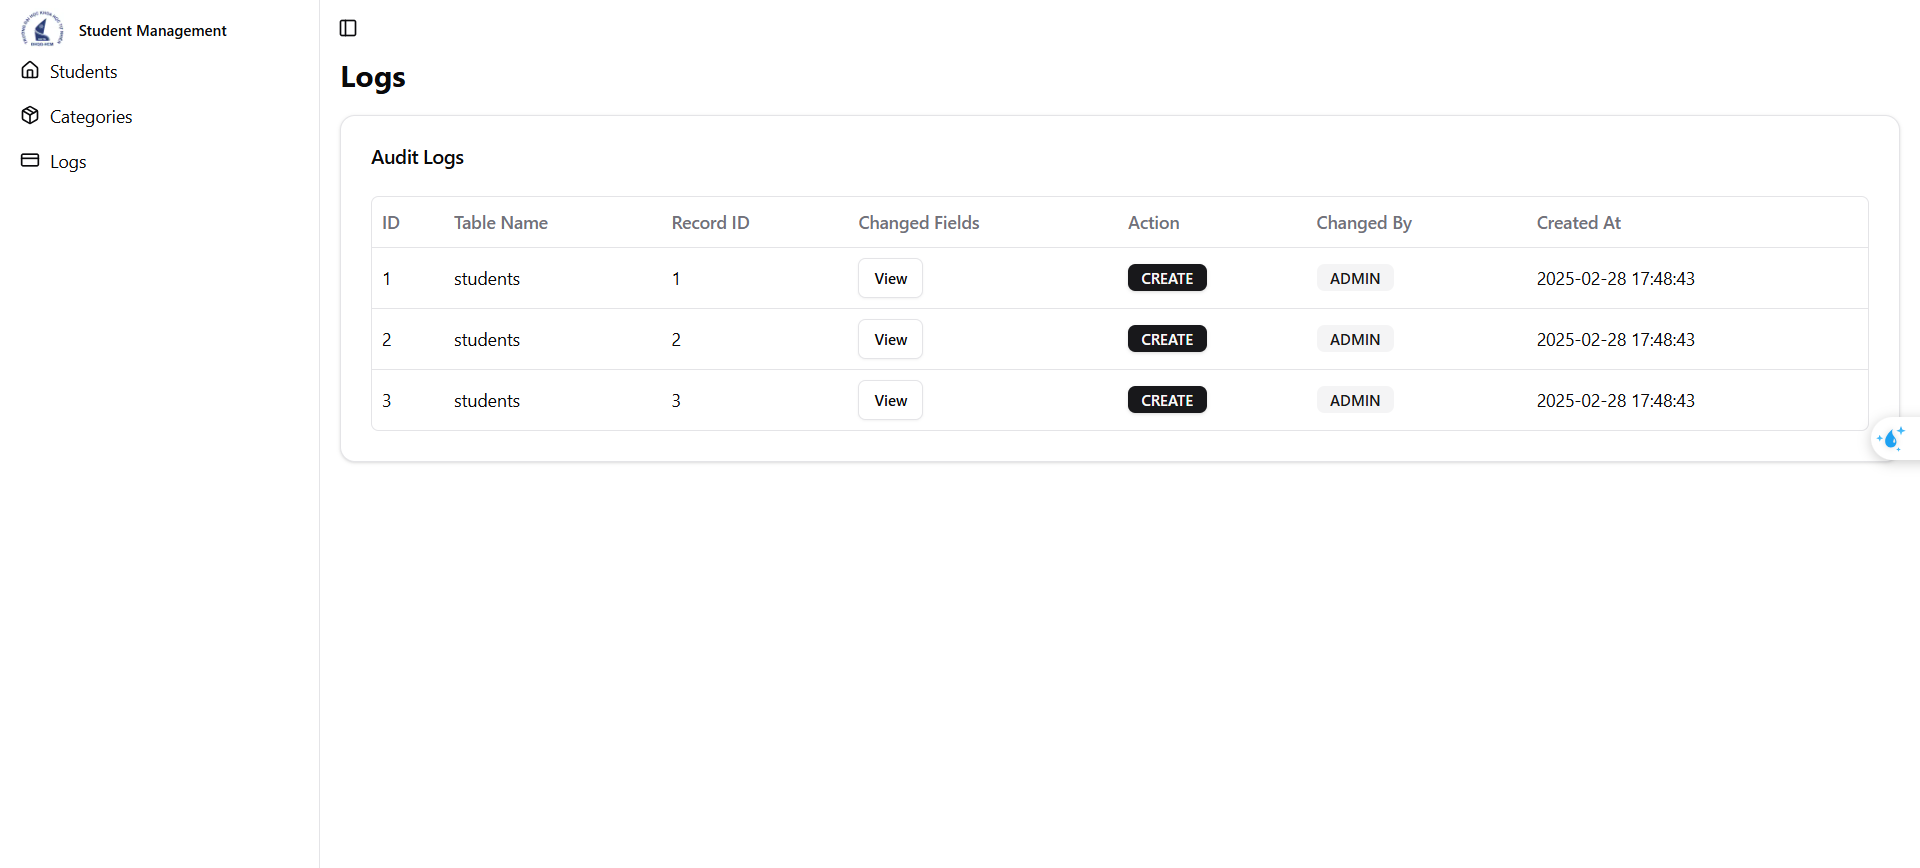 Student Management
Students
Categories
Logs
Logs
Audit Logs
ID Table Name Record ID Changed Fields Action Changed By Created At
1 students 1 View CREATE ADMIN 2025-02-28 17:48:43
2 students 2 View CREATE ADMIN 2025-02-28 17:48:43
3 students 3 View CREATE ADMIN 2025-02-28 17:48:43